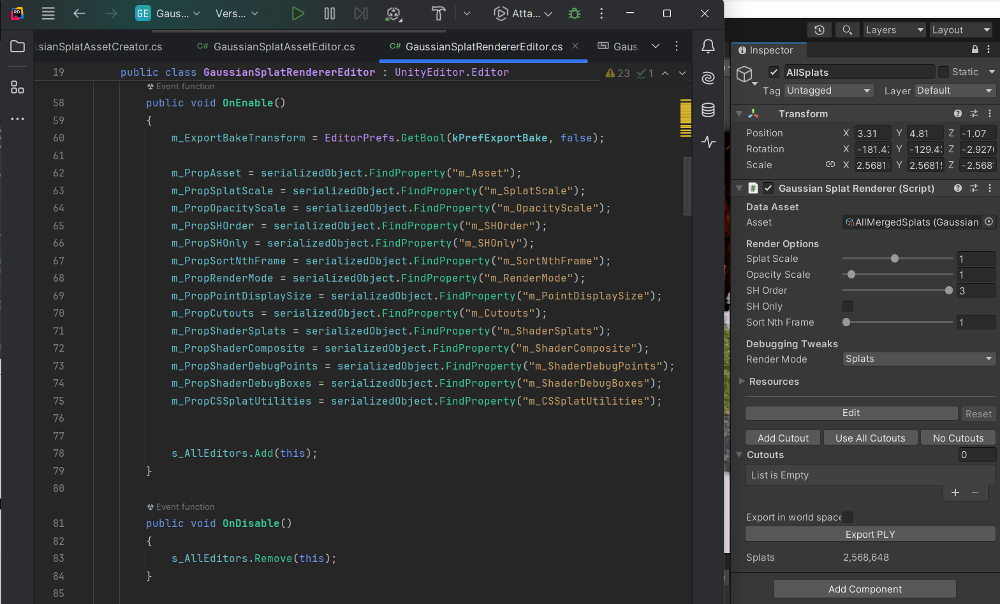 GE Gaus... Vers... Atta...
ssianSplatAssetCreator.cs C# GaussianSplatAssetEditor.cs C# GaussianSplatRendererEditor.cs Gaus
19 public class GaussianSplatRendererEditor : UnityEditor.Editor 23 1
Event function
58 public void OnEnable()
59 {
60 m_ExportBakeTransform = EditorPrefs.GetBool(kPrefExportBake, false);
61
62 m_PropAsset = serializedObject.FindProperty("m_Asset");
63 m_PropSplatScale = serializedObject.FindProperty("m_SplatScale");
64 m_PropOpacityScale = serializedObject.FindProperty("m_OpacityScale");
65 m_PropSHOrder = serializedObject.FindProperty("m_SHOrder");
66 m_PropSHOnly = serializedObject.FindProperty("m_SHOnly");
67 m_PropSortNthFrame = serializedObject.FindProperty("m_SortNthFrame");
68 m_PropRenderMode = serializedObject.FindProperty("m_RenderMode");
69 m_PropPointDisplaySize = serializedObject.FindProperty("m_PointDisplaySize");
70 m_PropCutouts = serializedObject.FindProperty("m_Cutouts");
71 m_PropShaderSplats = serializedObject.FindProperty("m_ShaderSplats");
72 m_PropShaderComposite = serializedObject.FindProperty("m_ShaderComposite");
73 m_PropShaderDebugPoints = serializedObject.FindProperty("m_ShaderDebugPoints");
74 m_PropShaderDebugBoxes = serializedObject.FindProperty("m_ShaderDebugBoxes");
75 m_PropCSSplatUtilities = serializedObject.FindProperty("m_CSSplatUtilities");
76
77
78 s_AllEditors.Add(this);
79 }
80
Event function
81 public void OnDisable()
82 {
83 s_AllEditors.Remove(this);
84 }
85
Layers Layout
Inspector
AllSplats Static
Tag Untagged Layer Default
Transform
Position X 3.31 Y 4.81 Z -1.07
Rotation X -181.47 Y -129.43 Z -2.9276
Scale X 2.5681 Y 2.5681 Z -2.568
Gaussian Splat Renderer (Script)
Data Asset
Asset AllMergedSplats (Gaussian
Render Options
Splat Scale 1
Opacity Scale 1
SH Order 3
SH Only
Sort Nth Frame 1
Debugging Tweaks
Render Mode Splats
Resources
Edit Reset
Add Cutout Use All Cutouts No Cutouts
Cutouts 0
List is Empty
+ −
Export in world space
Export PLY
Splats 2,568,648
Add Component